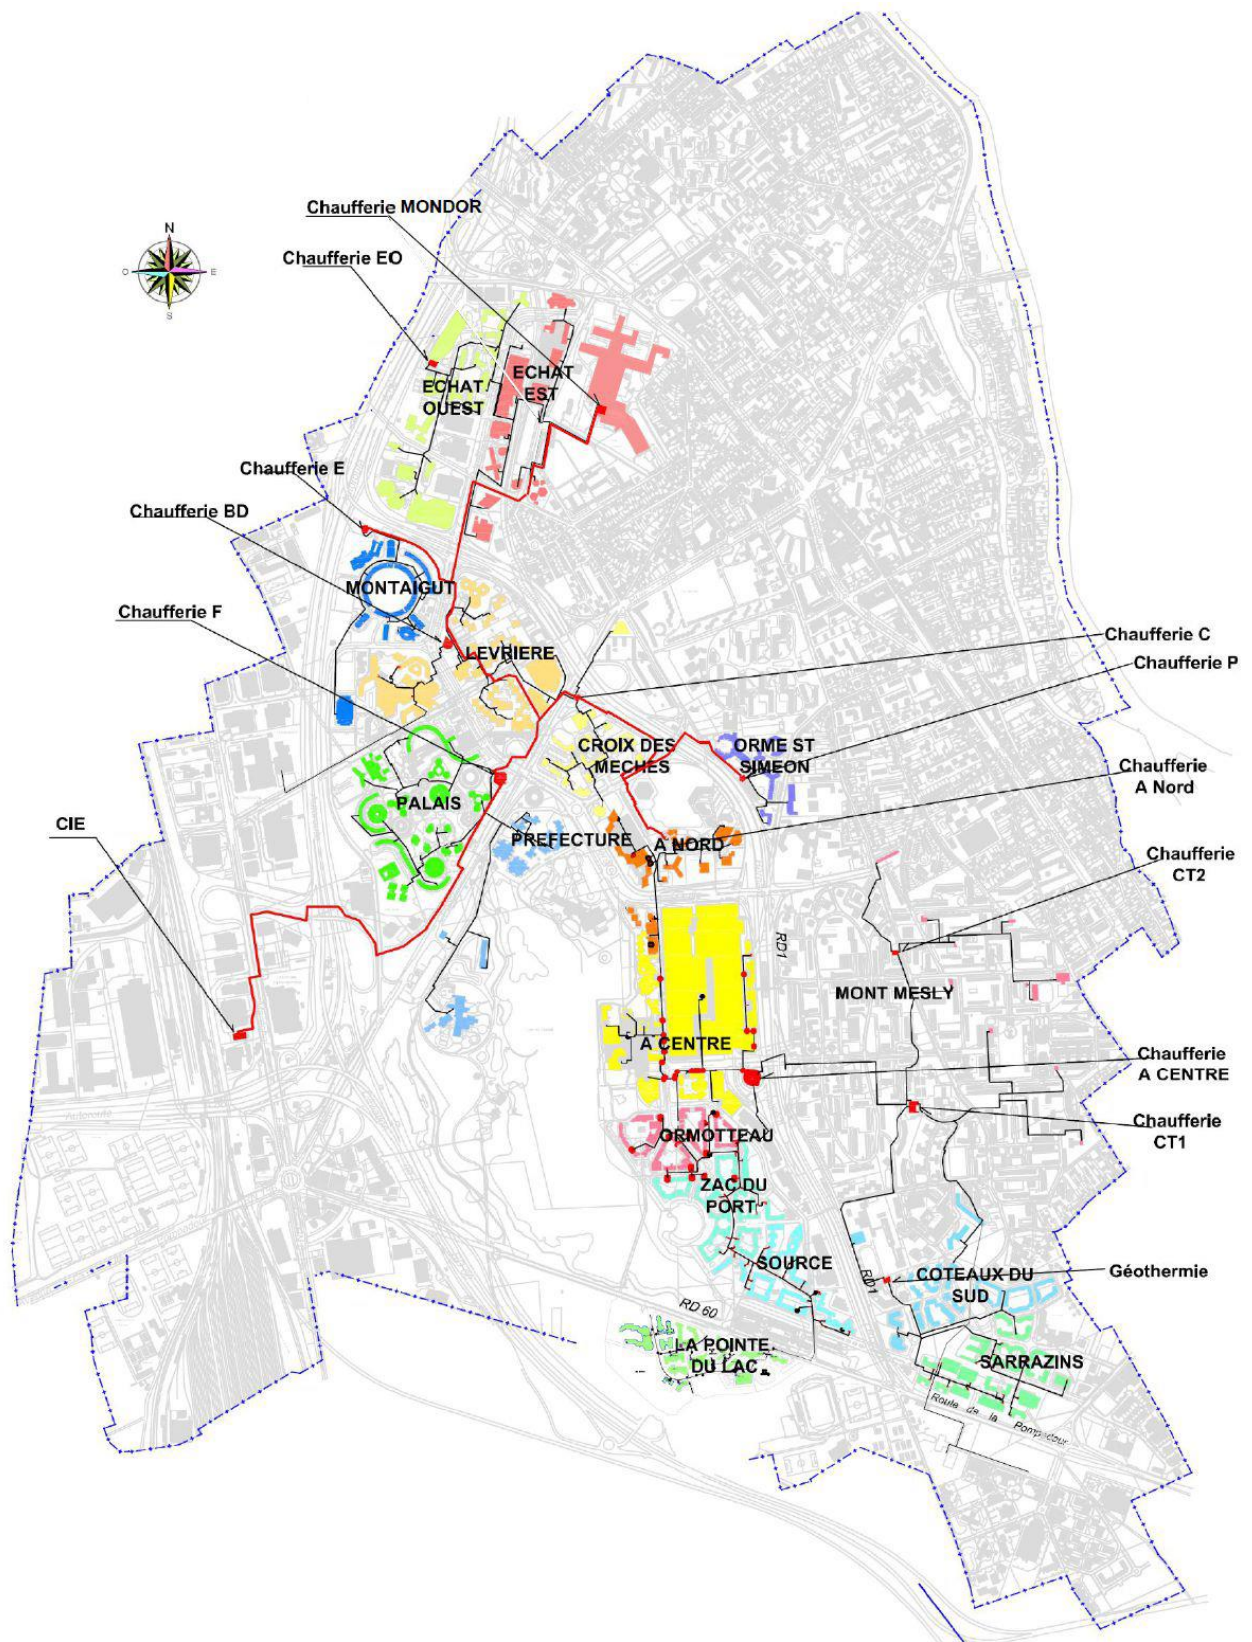 Chaufferie MONDOR
N
Chaufferie EO
O
E
S
ECHAT
EST
ECHAT
OUEST
Chaufferie E
Chaufferie BD
MONTAIGUT
Chaufferie F
LEVRIERE
Chaufferie C
Chaufferie P
CROIX DES
MECHES
ORME ST
SIMEON
Chaufferie
A Nord
PALAIS
CIE
PREFECTURE
A NORD
Chaufferie
CT2
RD1
MONT MESLY
A CENTRE
Chaufferie
A CENTRE
Autoroute
ORMOTTEAU
Chaufferie
CT1
ZAC DU
PORT
SOURCE
RD1
COTEAUX DU
SUD
Géothermie
RD 60
LA POINTE
DU LAC
SARRAZINS
Route de la Pompadour